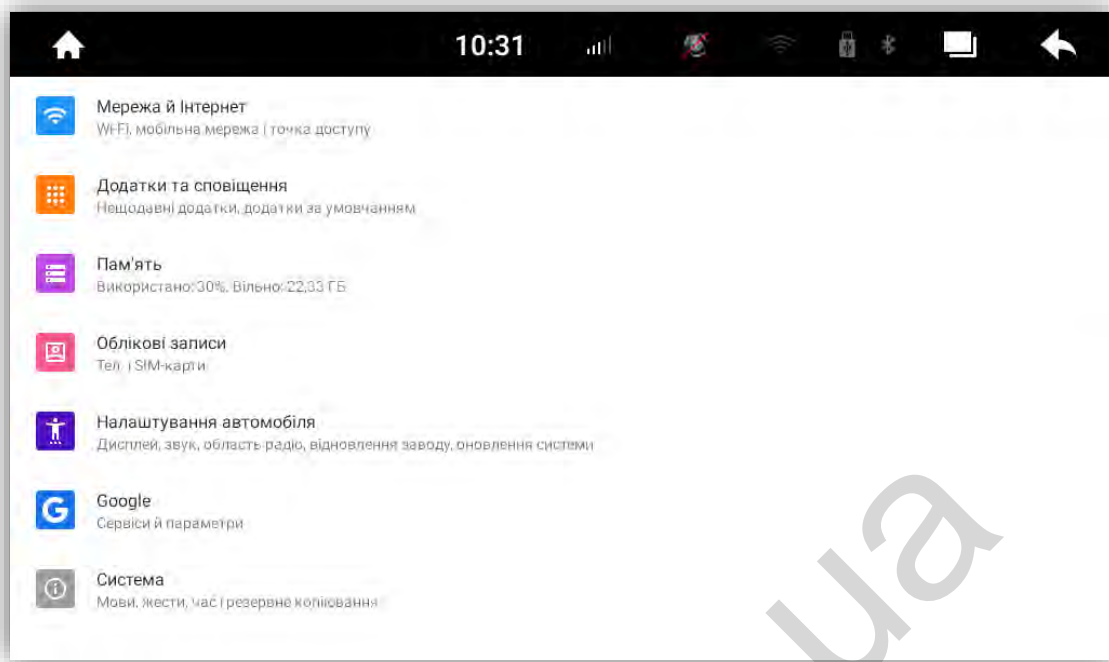 10:31
Мережа й Інтернет
Wi-Fi, мобільна мережа і точка доступу
Додатки та сповіщення
Нещодавні додатки, додатки за умовчанням
Пам'ять
Використано: 30%. Вільно: 22,33 ГБ
Облікові записи
Тел. і SIM-карти
Налаштування автомобіля
Дисплей, звук, область радіо, відновлення заводу, оновлення системи
G
Google
Сервіси й параметри
Система
Мови, жести, час і резервне копіювання
ua